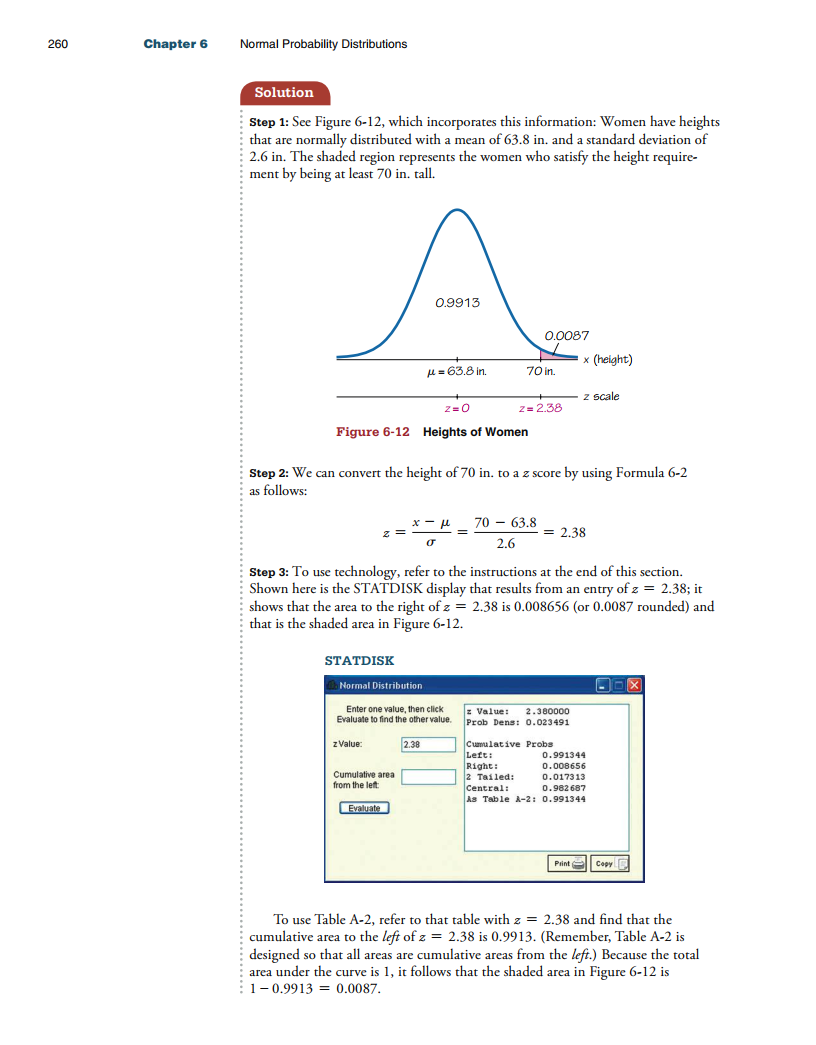 260 Chapter 6 Normal Probability Distributions
Solution
Step 1: See Figure 6-12, which incorporates this information: Women have heights
that are normally distributed with a mean of 63.8 in. and a standard deviation of
2.6 in. The shaded region represents the women who satisfy the height require-
ment by being at least 70 in. tall.
0.9913
0.0087
x (height)
μ = 63.8 in. 70 in.
z scale
z = 0 z = 2.38
Figure 6-12 Heights of Women
Step 2: We can convert the height of 70 in. to a z score by using Formula 6-2
as follows:
z = (x − μ)/σ = (70 − 63.8)/2.6 = 2.38
Step 3: To use technology, refer to the instructions at the end of this section.
Shown here is the STATDISK display that results from an entry of z = 2.38; it
shows that the area to the right of z = 2.38 is 0.008656 (or 0.0087 rounded) and
that is the shaded area in Figure 6-12.
STATDISK
Normal Distribution
Enter one value, then click
Evaluate to find the other value.
z Value: 2.38
Cumulative area
from the left:
Evaluate
z Value: 2.380000
Prob Dens: 0.023491
Cumulative Probs
Left: 0.991344
Right: 0.008656
2 Tailed: 0.017313
Central: 0.982687
As Table A-2: 0.991344
Print Copy
To use Table A-2, refer to that table with z = 2.38 and find that the
cumulative area to the left of z = 2.38 is 0.9913. (Remember, Table A-2 is
designed so that all areas are cumulative areas from the left.) Because the total
area under the curve is 1, it follows that the shaded area in Figure 6-12 is
1 − 0.9913 = 0.0087.